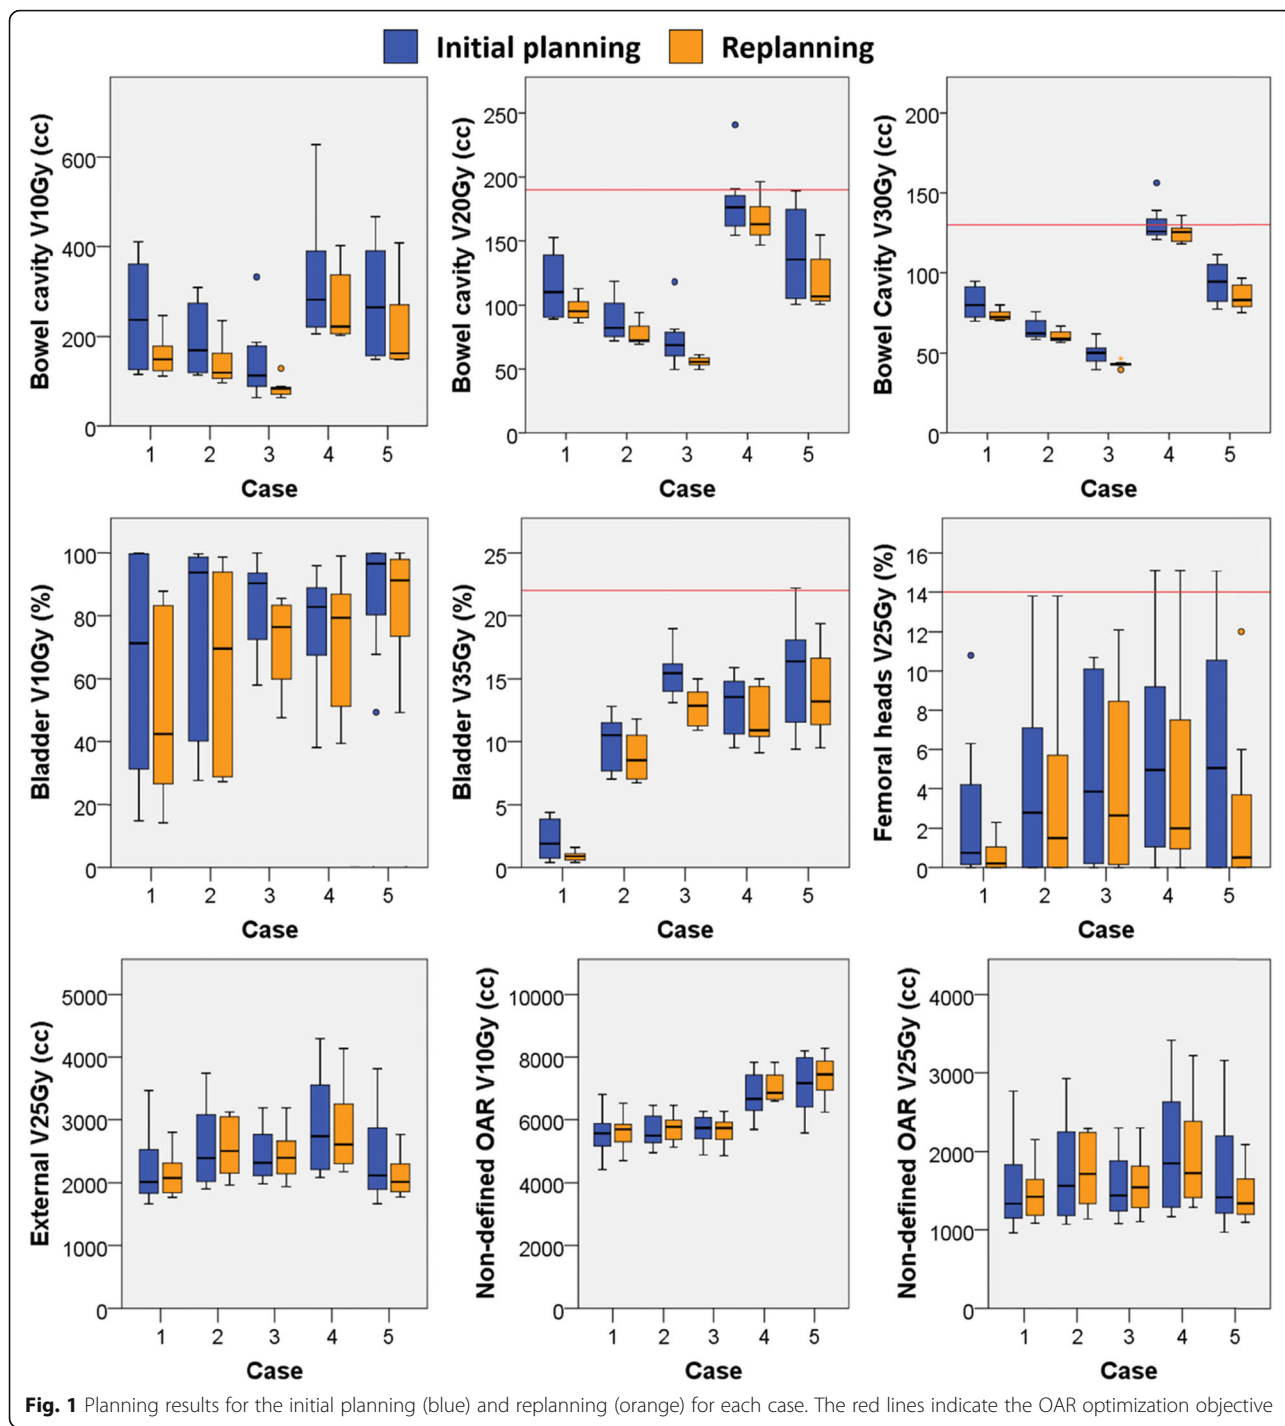 Initial planning Replanning
Bowel cavity V10Gy (cc)
600
400
200
0
1 2 3 4 5
Case
Bowel cavity V20Gy (cc)
250
200
150
100
50
0
1 2 3 4 5
Case
Bowel Cavity V30Gy (cc)
200
150
100
50
0
1 2 3 4 5
Case
Bladder V10Gy (%)
100
80
60
40
20
0
1 2 3 4 5
Case
Bladder V35Gy (%)
25
20
15
10
5
0
1 2 3 4 5
Case
Femoral heads V25Gy (%)
16
14
12
10
8
6
4
2
0
1 2 3 4 5
Case
External V25Gy (cc)
5000
4000
3000
2000
1000
0
1 2 3 4 5
Case
Non-defined OAR V10Gy (cc)
10000
8000
6000
4000
2000
0
1 2 3 4 5
Case
Non-defined OAR V25Gy (cc)
4000
3000
2000
1000
0
1 2 3 4 5
Case
Fig. 1 Planning results for the initial planning (blue) and replanning (orange) for each case. The red lines indicate the OAR optimization objective